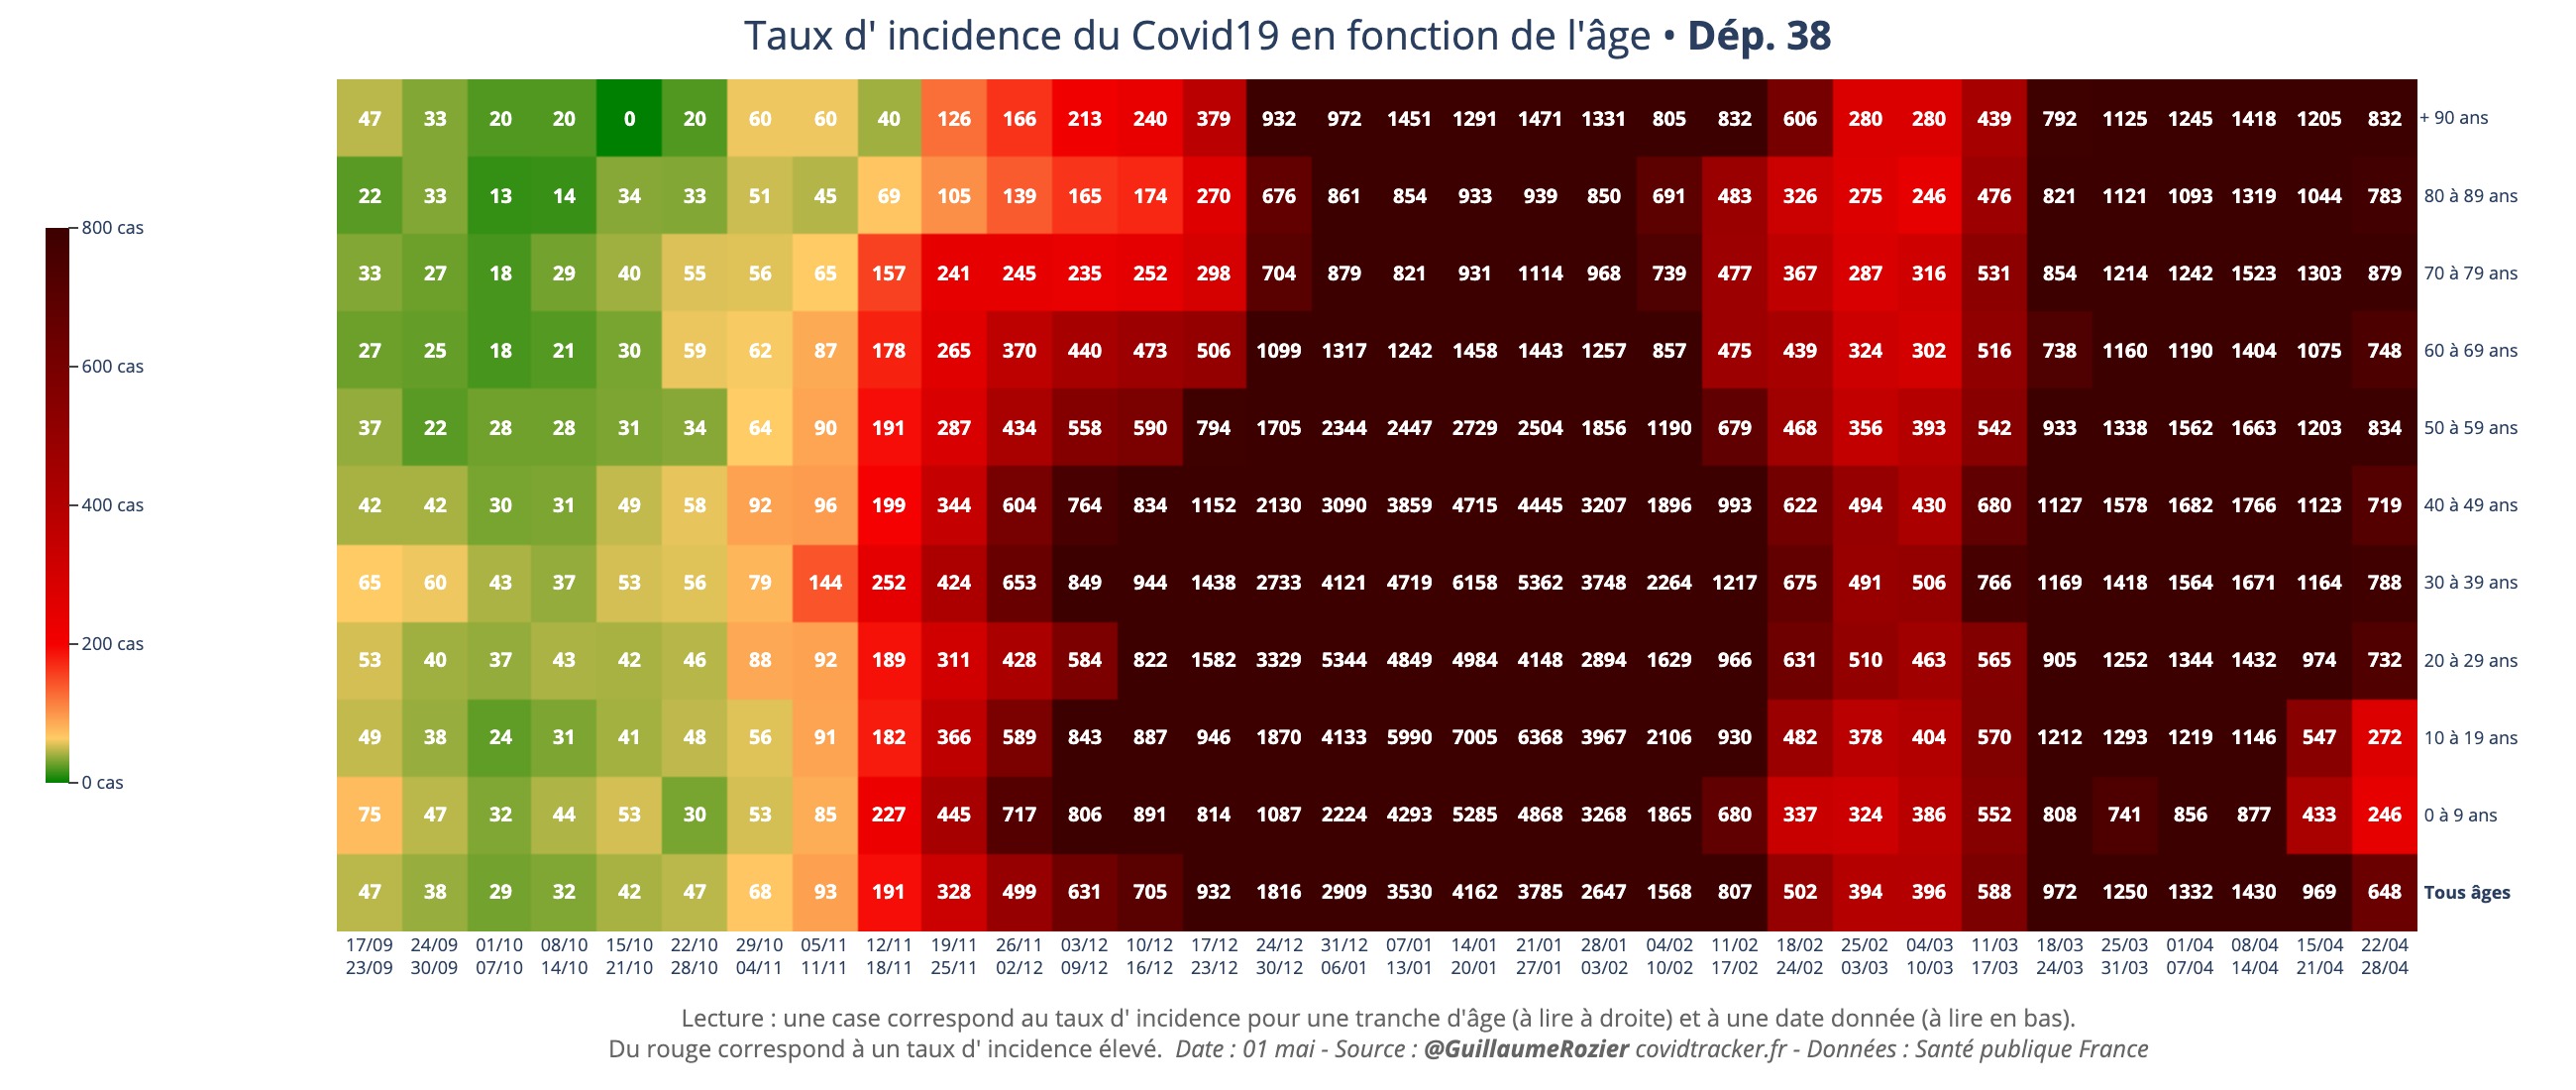 Taux d' incidence du Covid19 en fonction de l'âge • Dép. 38
800 cas
600 cas
400 cas
200 cas
0 cas
47 33 20 20 0 20 60 60 40 126 166 213 240 379 932 972 1451 1291 1471 1331 805 832 606 280 280 439 792 1125 1245 1418 1205 832 + 90 ans
22 33 13 14 34 33 51 45 69 105 139 165 174 270 676 861 854 933 939 850 691 483 326 275 246 476 821 1121 1093 1319 1044 783 80 à 89 ans
33 27 18 29 40 55 56 65 157 241 245 235 252 298 704 879 821 931 1114 968 739 477 367 287 316 531 854 1214 1242 1523 1303 879 70 à 79 ans
27 25 18 21 30 59 62 87 178 265 370 440 473 506 1099 1317 1242 1458 1443 1257 857 475 439 324 302 516 738 1160 1190 1404 1075 748 60 à 69 ans
37 22 28 28 31 34 64 90 191 287 434 558 590 794 1705 2344 2447 2729 2504 1856 1190 679 468 356 393 542 933 1338 1562 1663 1203 834 50 à 59 ans
42 42 30 31 49 58 92 96 199 344 604 764 834 1152 2130 3090 3859 4715 4445 3207 1896 993 622 494 430 680 1127 1578 1682 1766 1123 719 40 à 49 ans
65 60 43 37 53 56 79 144 252 424 653 849 944 1438 2733 4121 4719 6158 5362 3748 2264 1217 675 491 506 766 1169 1418 1564 1671 1164 788 30 à 39 ans
53 40 37 43 42 46 88 92 189 311 428 584 822 1582 3329 5344 4849 4984 4148 2894 1629 966 631 510 463 565 905 1252 1344 1432 974 732 20 à 29 ans
49 38 24 31 41 48 56 91 182 366 589 843 887 946 1870 4133 5990 7005 6368 3967 2106 930 482 378 404 570 1212 1293 1219 1146 547 272 10 à 19 ans
75 47 32 44 53 30 53 85 227 445 717 806 891 814 1087 2224 4293 5285 4868 3268 1865 680 337 324 386 552 808 741 856 877 433 246 0 à 9 ans
47 38 29 32 42 47 68 93 191 328 499 631 705 932 1816 2909 3530 4162 3785 2647 1568 807 502 394 396 588 972 1250 1332 1430 969 648 Tous âges
17/09 24/09 01/10 08/10 15/10 22/10 29/10 05/11 12/11 19/11 26/11 03/12 10/12 17/12 24/12 31/12 07/01 14/01 21/01 28/01 04/02 11/02 18/02 25/02 04/03 11/03 18/03 25/03 01/04 08/04 15/04 22/04
23/09 30/09 07/10 14/10 21/10 28/10 04/11 11/11 18/11 25/11 02/12 09/12 16/12 23/12 30/12 06/01 13/01 20/01 27/01 03/02 10/02 17/02 24/02 03/03 10/03 17/03 24/03 31/03 07/04 14/04 21/04 28/04
Lecture : une case correspond au taux d' incidence pour une tranche d'âge (à lire à droite) et à une date donnée (à lire en bas).
Du rouge correspond à un taux d' incidence élevé. Date : 01 mai - Source : @GuillaumeRozier covidtracker.fr - Données : Santé publique France